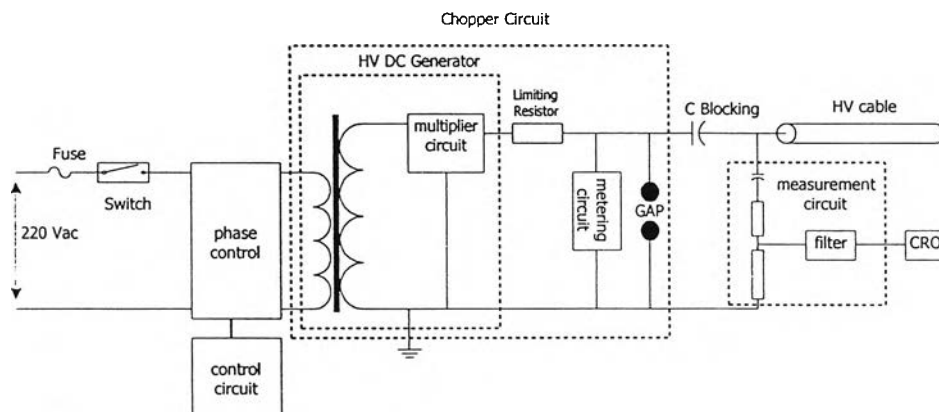 Chopper Circuit
HV DC Generator
Limiting
Resistor
C Blocking
HV cable
multiplier
circuit
Fuse
Switch
220 Vac
phase
control
metering
circuit
GAP
measurement
circuit
filter
CRO
control
circuit